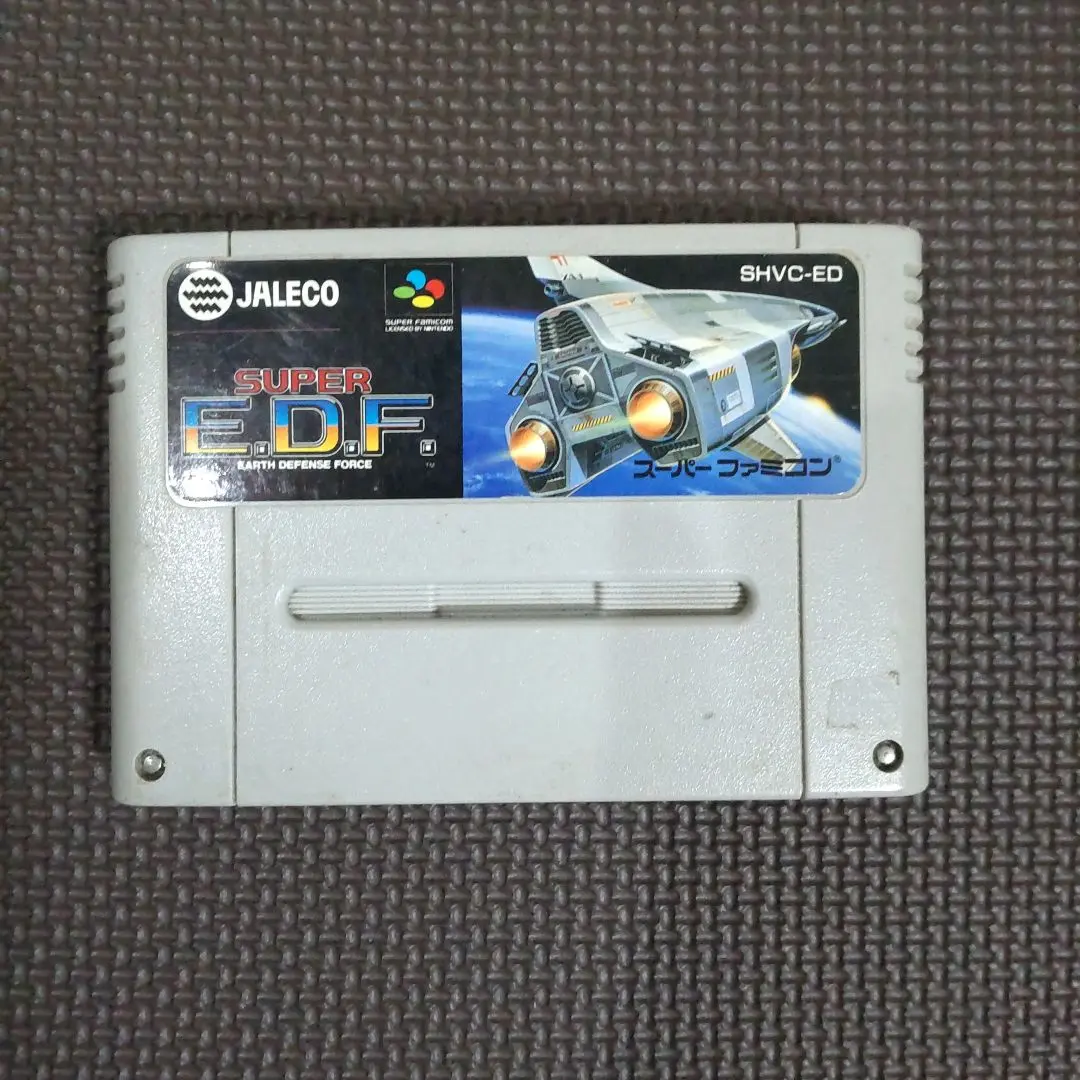 JALECO
SUPER FAMICOM
LICENSED BY NINTENDO
SHVC-ED
SUPER
E.D.F.
EARTH DEFENSE FORCE
TM
スーパーファミコン®